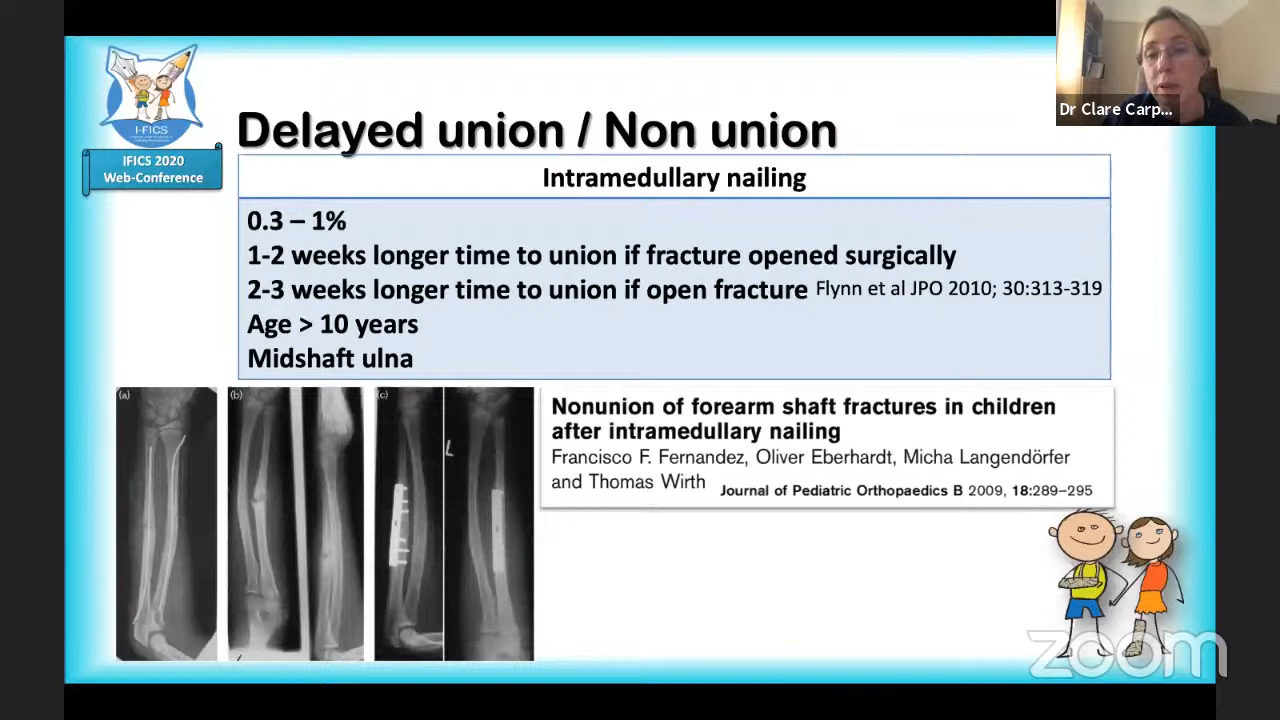 Dr Clare Carp...
I-FICS
IFICS 2020
Web-Conference
Delayed union / Non union
Intramedullary nailing
0.3 – 1%
1-2 weeks longer time to union if fracture opened surgically
2-3 weeks longer time to union if open fracture Flynn et al JPO 2010; 30:313-319
Age > 10 years
Midshaft ulna
(a)
(b)
(c)
L
Nonunion of forearm shaft fractures in children
after intramedullary nailing
Francisco F. Fernandez, Oliver Eberhardt, Micha Langendörfer
and Thomas Wirth
Journal of Pediatric Orthopaedics B 2009, 18:289–295
zoom